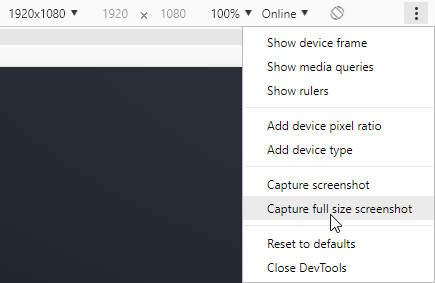 1920x1080 ▼ 1920 × 1080 100% ▼ Online ▼
Show device frame
Show media queries
Show rulers
Add device pixel ratio
Add device type
Capture screenshot
Capture full size screenshot
Reset to defaults
Close DevTools